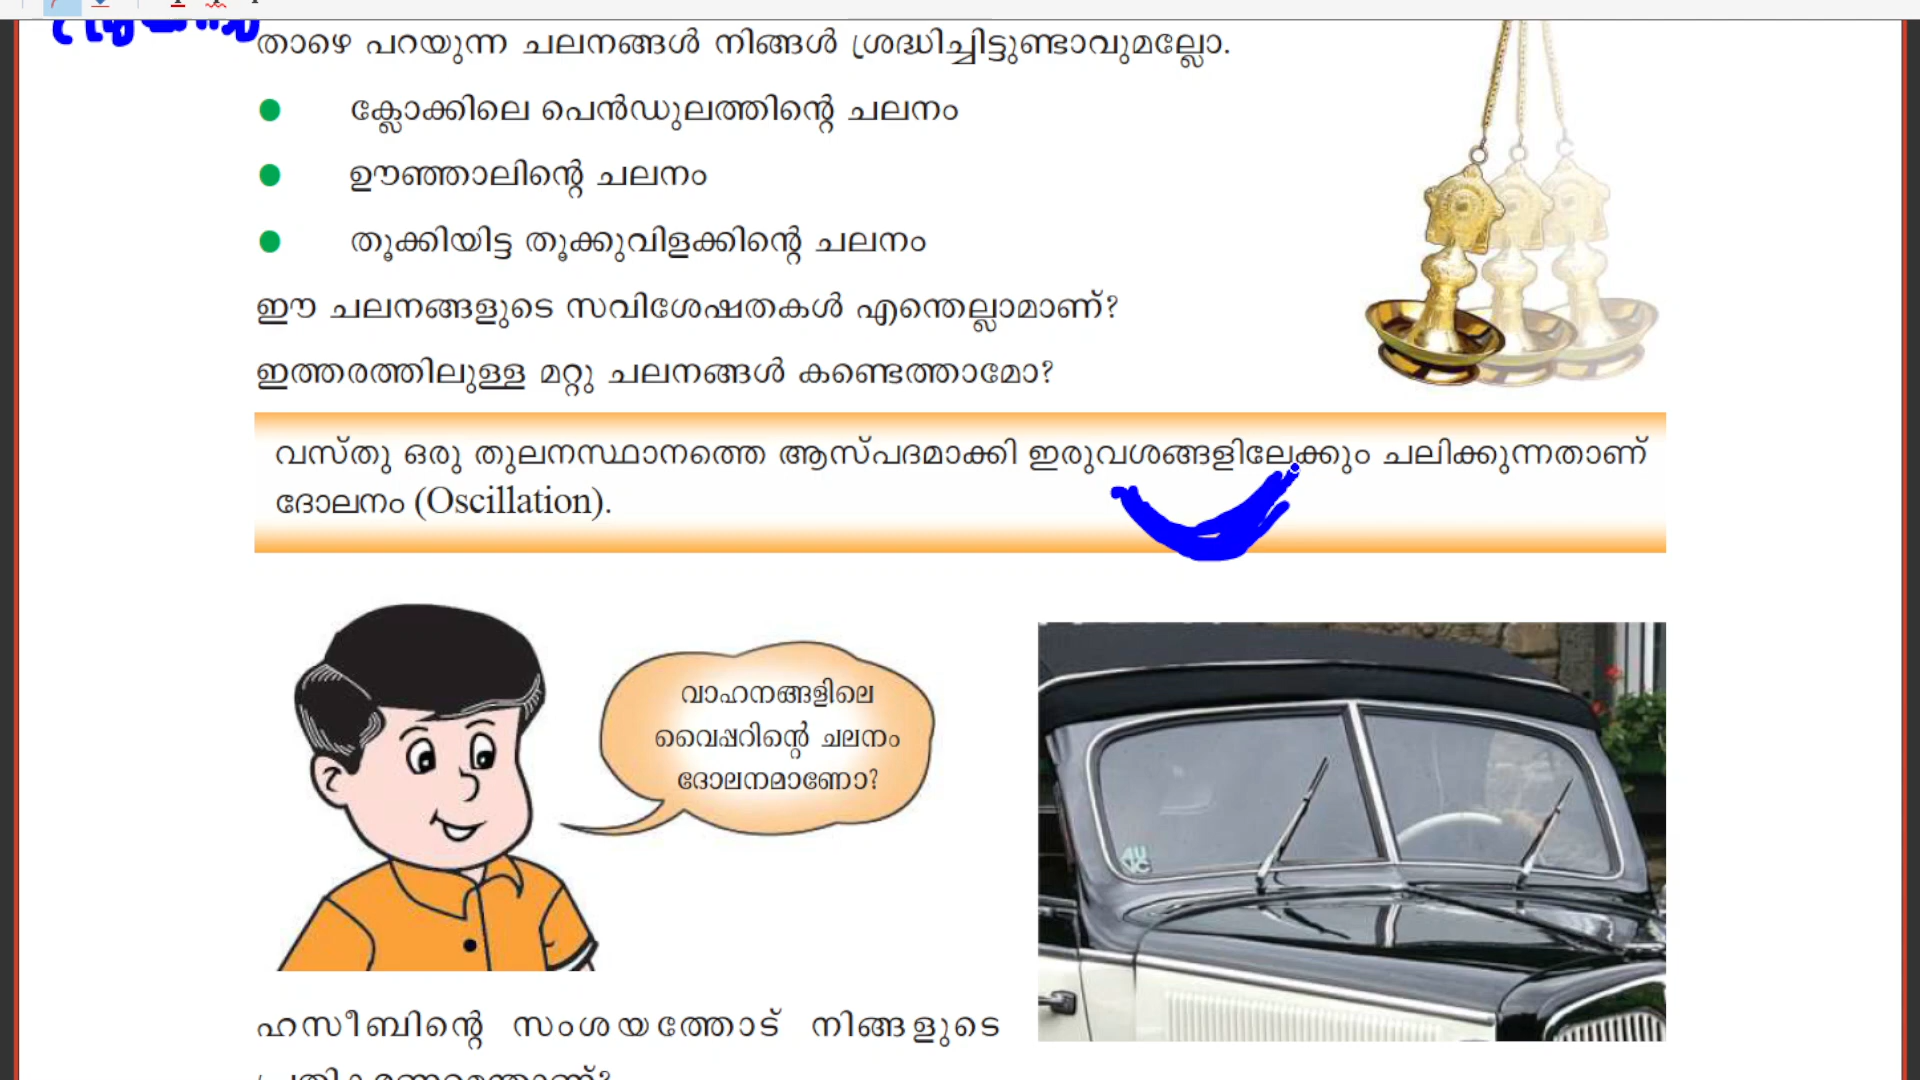 താഴെ പറയുന്ന ചലനങ്ങൾ നിങ്ങൾ ശ്രദ്ധിച്ചിട്ടുണ്ടാവുമല്ലോ.
ക്ലോക്കിലെ പെൻഡുലത്തിന്റെ ചലനം
ഊഞ്ഞാലിന്റെ ചലനം
തൂക്കിയിട്ട തൂക്കുവിളക്കിന്റെ ചലനം
ഈ ചലനങ്ങളുടെ സവിശേഷതകൾ എന്തെല്ലാമാണ്?
ഇത്തരത്തിലുള്ള മറ്റു ചലനങ്ങൾ കണ്ടെത്താമോ?
വസ്തു ഒരു തുലനസ്ഥാനത്തെ ആസ്പദമാക്കി ഇരുവശങ്ങളിലേക്കും ചലിക്കുന്നതാണ്
ദോലനം (Oscillation).
വാഹനങ്ങളിലെ
വൈപ്പറിന്റെ ചലനം
ദോലനമാണോ?
ഹസീബിന്റെ സംശയത്തോട് നിങ്ങളുടെ